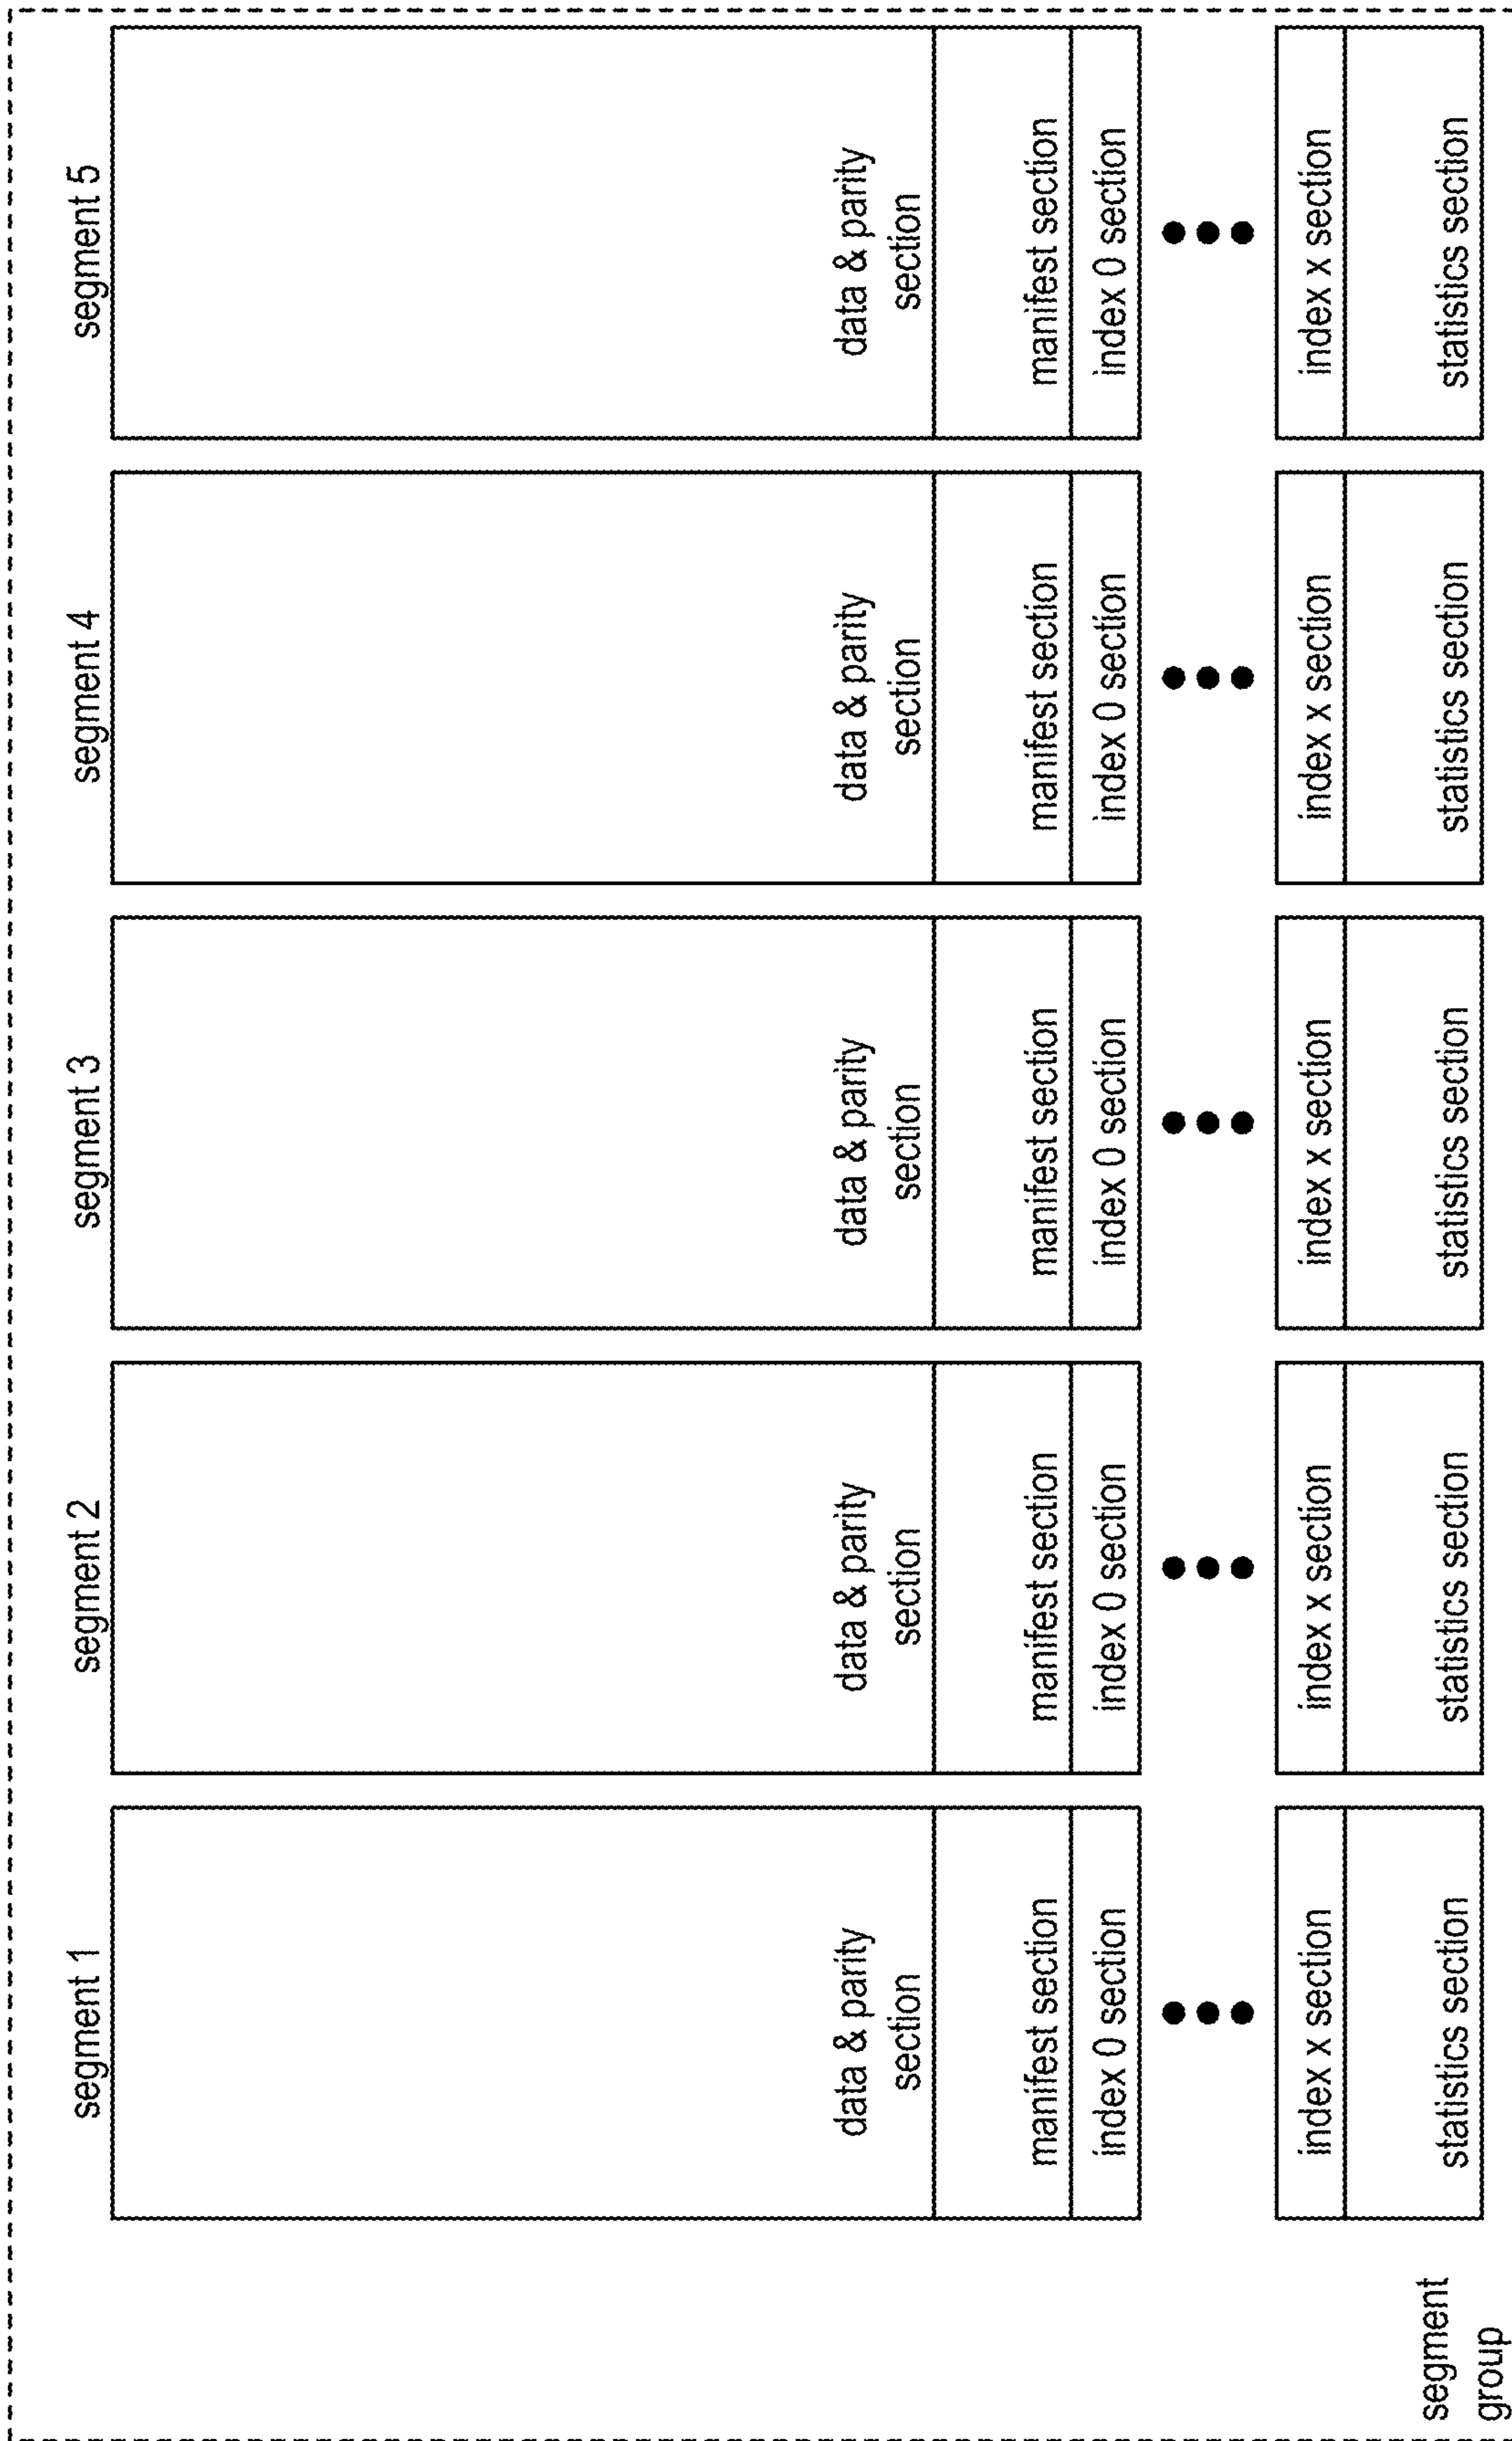 segment 1
data & parity
section
manifest section
index 0 section
index x section
statistics section
segment 2
data & parity
section
manifest section
index 0 section
index x section
statistics section
segment 3
data & parity
section
manifest section
index 0 section
index x section
statistics section
segment 4
data & parity
section
manifest section
index 0 section
index x section
statistics section
segment 5
data & parity
section
manifest section
index 0 section
index x section
statistics section
segment
group